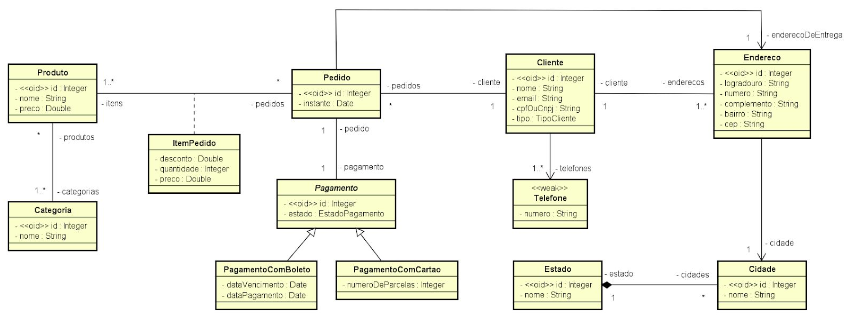 1
- enderecoDeEntrega
Produto
- <<oid>> id : Integer
- nome : String
- preco : Double
1..*
*
- itens
- pedidos
Pedido
- <<oid>> id : Integer
- instante : Date
- pedidos
- cliente
*
1
Cliente
- <<oid>> id : Integer
- nome : String
- email : String
- cpfOuCnpj : String
- tipo : TipoCliente
- cliente
- enderecos
1
1..*
Endereco
- <<oid>> id : Integer
- logradouro : String
- numero : String
- complemento : String
- bairro : String
- cep : String
*
- produtos
1..*
- categorias
ItemPedido
- desconto : Double
- quantidade : Integer
- preco : Double
1
- pedido
1
- pagamento
1..*
- telefones
Pagamento
- <<oid>> id : Integer
- estado : EstadoPagamento
<<weak>>
Telefone
- numero : String
Categoria
- <<oid>> id : Integer
- nome : String
1
- cidade
PagamentoComBoleto
- dataVencimento : Date
- dataPagamento : Date
PagamentoComCartao
- numeroDeParcelas : Integer
Estado
- <<oid>> id : Integer
- nome : String
- estado
- cidades
1
*
Cidade
- <<oid>> id : Integer
- nome : String